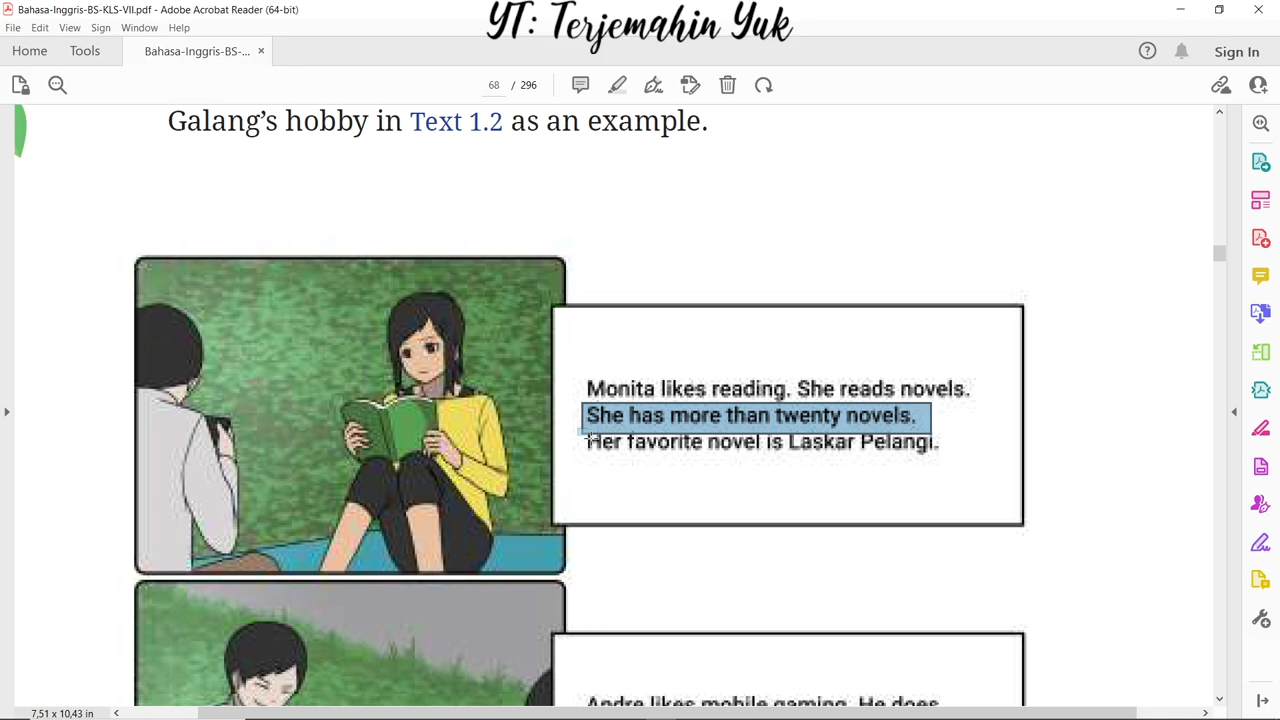 Bahasa-Inggris-BS-KLS-VII.pdf - Adobe Acrobat Reader (64-bit)
YT: Terjemahin Yuk
File Edit View Sign Window Help
Home Tools Bahasa-Inggris-BS-... ×
Sign In
68 / 296
Galang's hobby in Text 1.2 as an example.
Monita likes reading. She reads novels.
She has more than twenty novels.
Her favorite novel is Laskar Pelangi.
Andre likes mobile gaming. He does
7,51 x 10,43 in